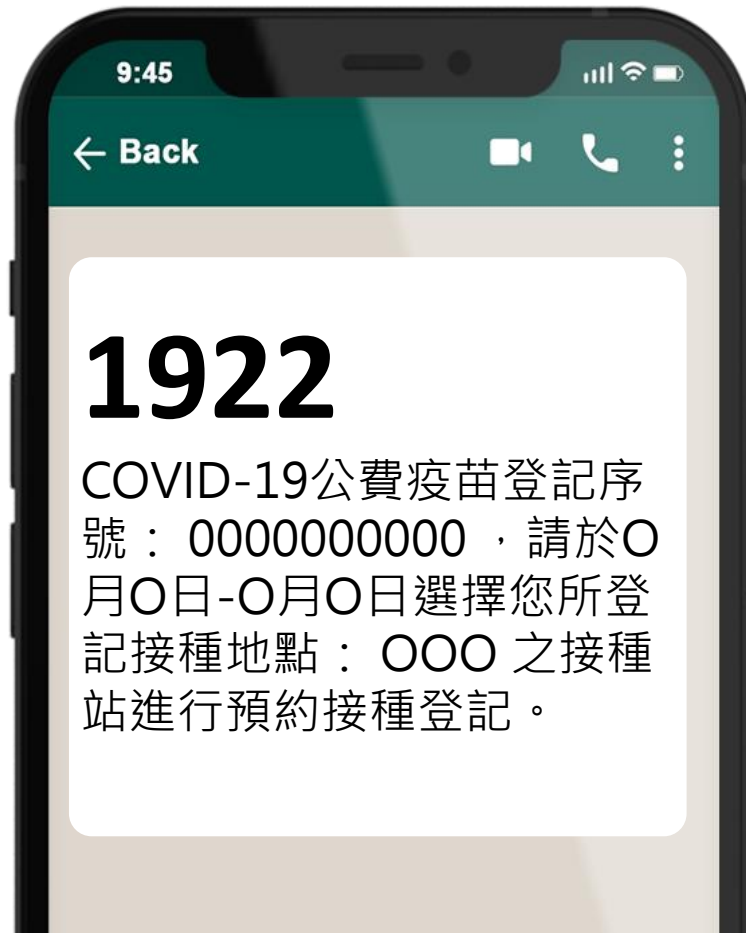 9:45
← Back
1922
COVID-19公費疫苗登記序
號： 0000000000 ，請於O
月O日-O月O日選擇您所登
記接種地點： OOO 之接種
站進行預約接種登記。